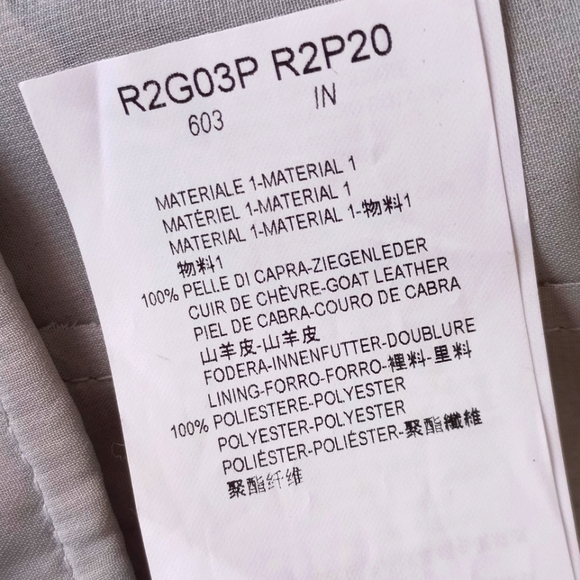 R2G03P R2P20
603 IN
MATERIALE 1-MATERIAL 1
MATÉRIEL 1-MATERIAL 1
MATERIAL 1-MATERIAL 1-物料1
物料1
100% PELLE DI CAPRA-ZIEGENLEDER
CUIR DE CHÈVRE-GOAT LEATHER
PIEL DE CABRA-COURO DE CABRA
山羊皮-山羊皮
FODERA-INNENFUTTER-DOUBLURE
LINING-FORRO-FORRO-裡料-里料
100% POLIESTERE-POLYESTER
POLYESTER-POLYESTER
POLIÉSTER-POLIÉSTER-聚酯纖維
聚酯纤维